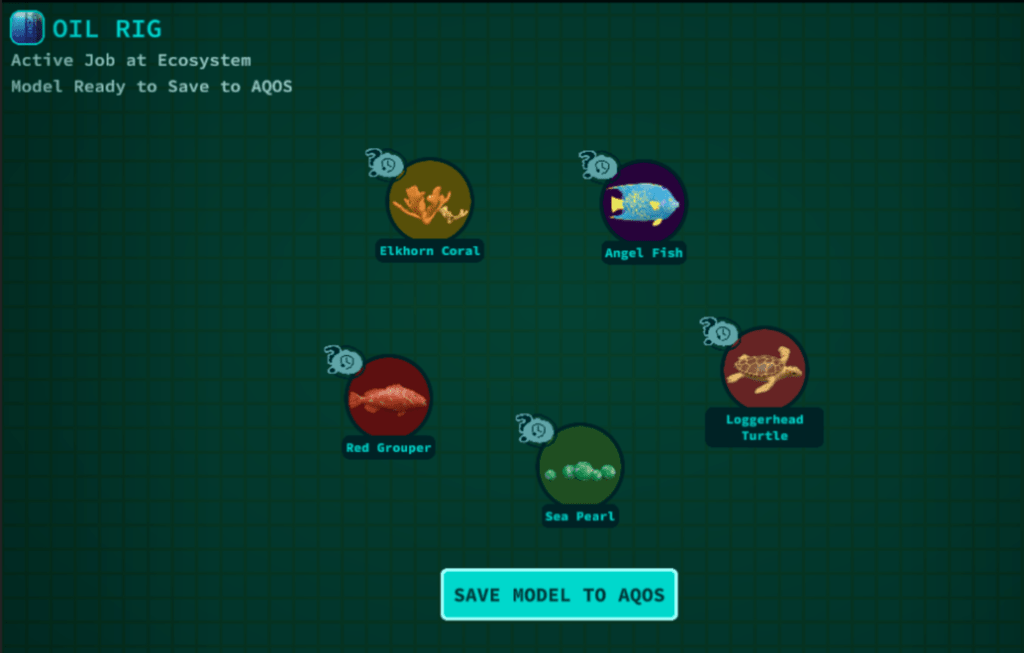 OIL RIG
Active Job at Ecosystem
Model Ready to Save to AQOS
Elkhorn Coral
Angel Fish
Loggerhead
Turtle
Red Grouper
Sea Pearl
SAVE MODEL TO AQOS